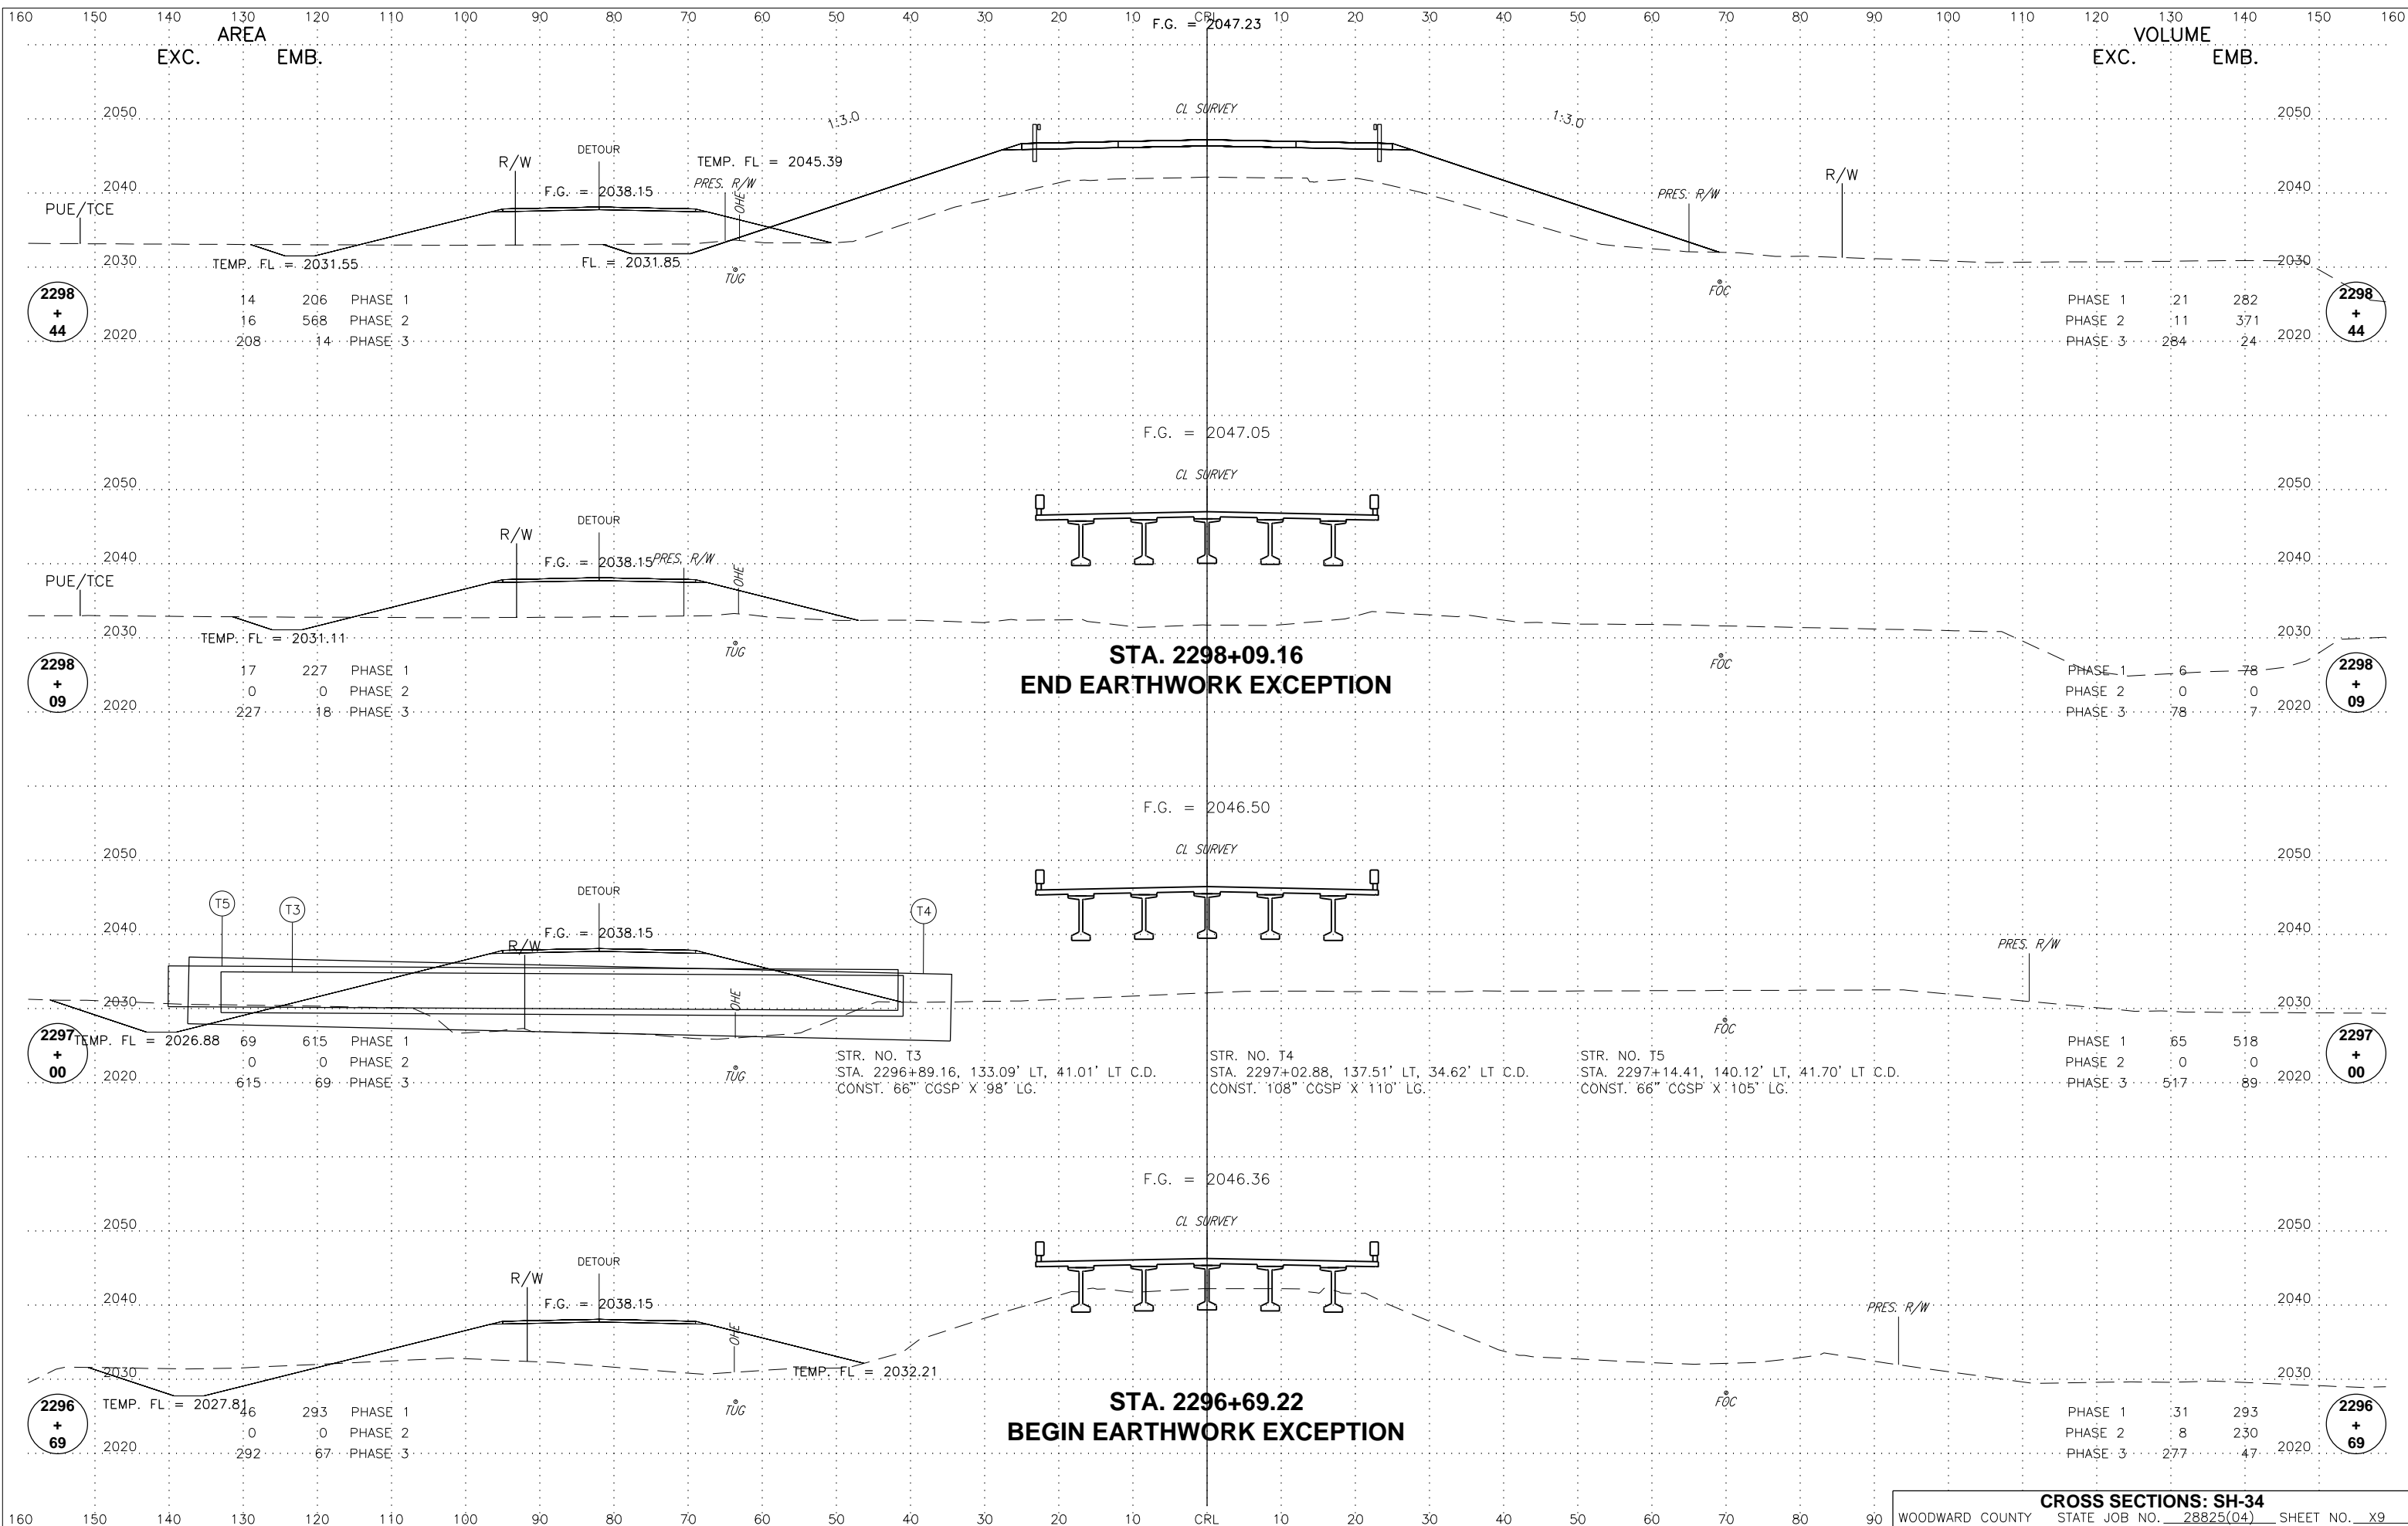 160 150 140 130 120 110 100 90 80 70 60 50 40 30 20 10 CRL 10 20 30 40 50 60 70 80 90 100 110 120 130 140 150 160
F.G. = 2047.23
AREA
EXC. EMB.
VOLUME
EXC. EMB.
2050 CL SURVEY 2050
1:3.0 1:3.0
R/W DETOUR TEMP. FL = 2045.39
2040 F.G. = 2038.15 PRES. R/W OHE PRES. R/W R/W 2040
PUE/TCE
2030 TEMP. FL = 2031.55 FL = 2031.85 2030
TUG FOC
2298 + 44
14 206 PHASE 1
16 568 PHASE 2
208 14 PHASE 3
2020
PHASE 1 21 282
PHASE 2 11 371
PHASE 3 284 24
2020
2298 + 44
F.G. = 2047.05
CL SURVEY
2050 2050
R/W DETOUR
2040 F.G. = 2038.15 PRES. R/W OHE 2040
PUE/TCE
2030 TEMP. FL = 2031.11 2030
TUG FOC
STA. 2298+09.16
END EARTHWORK EXCEPTION
2298 + 09
17 227 PHASE 1
0 0 PHASE 2
227 18 PHASE 3
2020
PHASE 1 6 78
PHASE 2 0 0
PHASE 3 78 7
2020
2298 + 09
F.G. = 2046.50
CL SURVEY
2050 2050
T5 T3 DETOUR T4
2040 F.G. = 2038.15 R/W PRES. R/W 2040
2030 OHE 2030
TEMP. FL = 2026.88
TUG FOC
2297 + 00
69 615 PHASE 1
0 0 PHASE 2
615 69 PHASE 3
2020
STR. NO. T3
STA. 2296+89.16, 133.09' LT, 41.01' LT C.D.
CONST. 66" CGSP X 98' LG.
STR. NO. T4
STA. 2297+02.88, 137.51' LT, 34.62' LT C.D.
CONST. 108" CGSP X 110' LG.
STR. NO. T5
STA. 2297+14.41, 140.12' LT, 41.70' LT C.D.
CONST. 66" CGSP X 105' LG.
PHASE 1 65 518
PHASE 2 0 0
PHASE 3 517 89
2020
2297 + 00
F.G. = 2046.36
CL SURVEY
2050 2050
R/W DETOUR
2040 F.G. = 2038.15 OHE PRES. R/W 2040
2030 TEMP. FL = 2032.21 2030
TEMP. FL = 2027.81
TUG FOC
STA. 2296+69.22
BEGIN EARTHWORK EXCEPTION
2296 + 69
46 293 PHASE 1
0 0 PHASE 2
292 67 PHASE 3
2020
PHASE 1 31 293
PHASE 2 8 230
PHASE 3 277 47
2020
2296 + 69
160 150 140 130 120 110 100 90 80 70 60 50 40 30 20 10 CRL 10 20 30 40 50 60 70 80 90
CROSS SECTIONS: SH-34
WOODWARD COUNTY STATE JOB NO. 28825(04) SHEET NO. X9